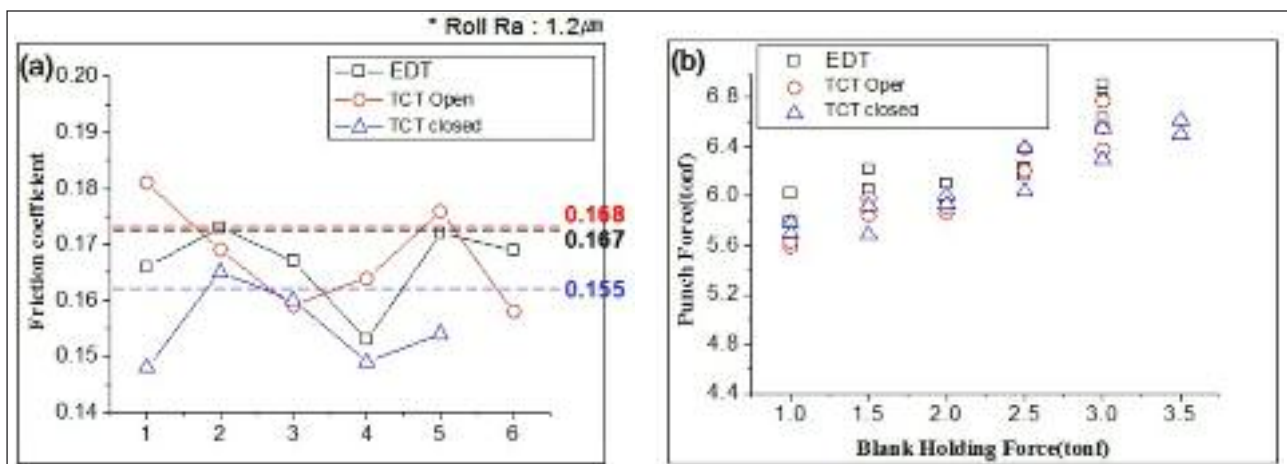 * Roll Ra : 1.2㎛
(a)
EDT
TCT Open
TCT closed
0.20
0.19
0.18
0.17
0.16
0.15
0.14
0.168
0.167
0.155
Friction coefficient
1 2 3 4 5 6
(b)
EDT
TCT Oper
TCT closed
6.8
6.4
6.0
5.6
5.2
4.8
4.4
Punch Force(tonf)
1.0 1.5 2.0 2.5 3.0 3.5
Blank Holding Force(tonf)